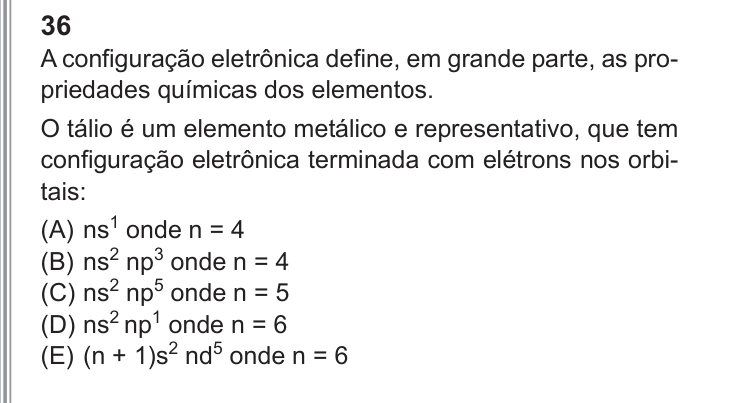 36
A configuração eletrônica define, em grande parte, as pro-
priedades químicas dos elementos.
O tálio é um elemento metálico e representativo, que tem
configuração eletrônica terminada com elétrons nos orbi-
tais:
(A) ns¹ onde n = 4
(B) ns² np³ onde n = 4
(C) ns² np⁵ onde n = 5
(D) ns² np¹ onde n = 6
(E) (n + 1)s² nd⁵ onde n = 6